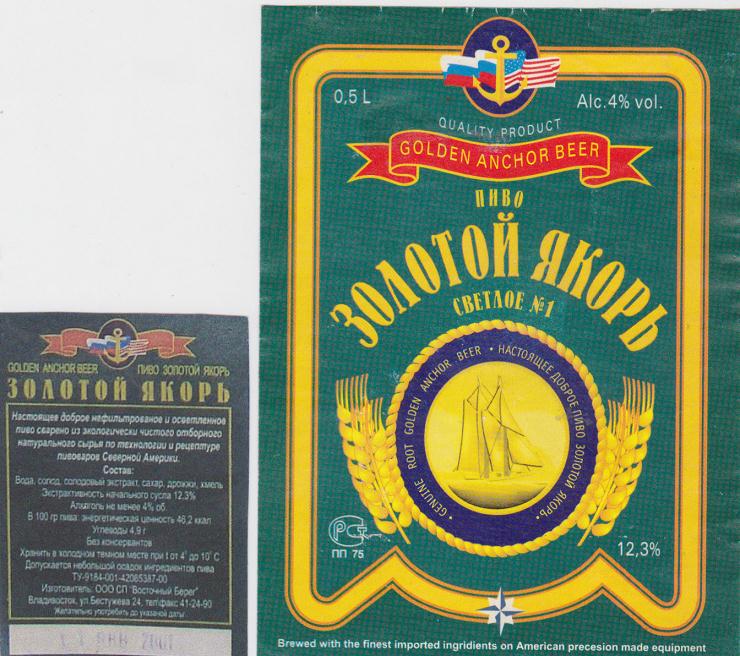 GOLDEN ANCHOR BEER ПИВО ЗОЛОТОЙ ЯКОРЬ
ЗОЛОТОЙ ЯКОРЬ
Настоящее доброе нефильтрованое и осветленное
пиво сварено из экологически чистого отборного
натурального сырья по технологии и рецептуре
пивоваров Северной Америки.
Состав:
Вода, солод, солодовый экстракт, сахар, дрожжи, хмель
Экстрактивность начального сусла 12.3%
Алкоголь не менее 4% об.
В 100 гр пива: энергетическая ценность 46,2 ккал
Углеводы 4,9 г
Без консервантов
Хранить в холодном темном месте при t от 4° до 10° С
Допускается небольшой осадок ингредиентов пива
ТУ-9184-001-42065387-00
Изготовитель: ООО СП "Восточный Берег"
Владивосток, ул.Бестужева 24, тел/факс 41-24-90
Желательно употребить до указаной даты
ЯНВ 2001
0,5 L
Alc.4% vol.
QUALITY PRODUCT
GOLDEN ANCHOR BEER
ПИВО
ЗОЛОТОЙ ЯКОРЬ
СВЕТЛОЕ №1
GENUINE ROOT GOLDEN ANCHOR BEER • НАСТОЯЩЕЕ ДОБРОЕ ПИВО ЗОЛОТОЙ ЯКОРЬ •
РСТ
ПП 75
12,3%
Brewed with the finest imported ingridients on American precesion made equipment